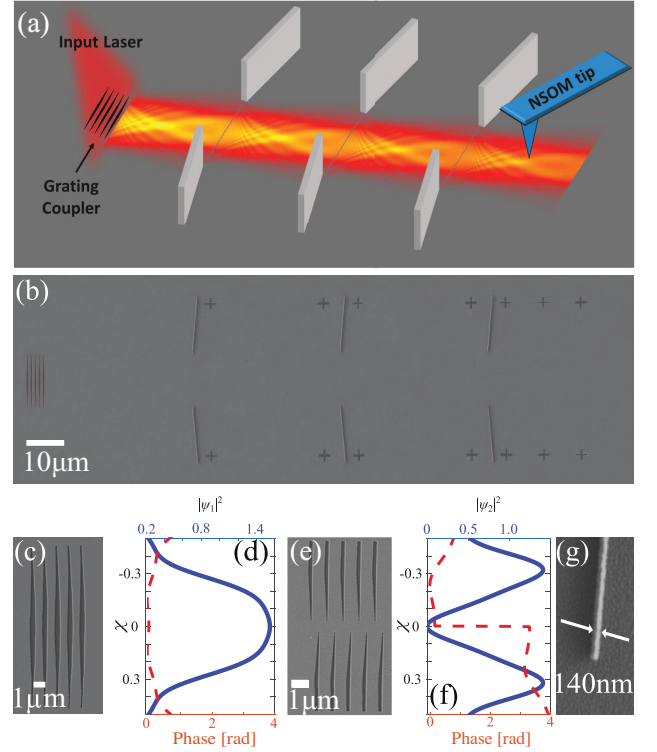 (a)
Input Laser
NSOM tip
Grating
Coupler
(b)
10μm
|ψ₁|²
|ψ₂|²
0.2 0.8 1.4
0 0.5 1
(c)
(d)
(e)
(g)
-0.3
-0.3
χ 0
χ 0
0.3
0.3
1μm
1μm
(f)
140nm
0 2 4
0 2 4
Phase [rad]
Phase [rad]